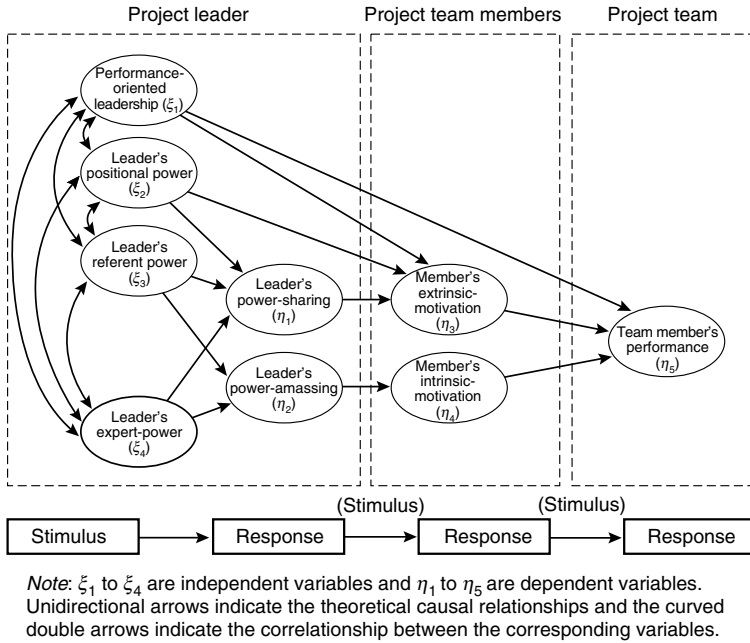 Project leader
Project team members
Project team
Performance-
oriented
leadership (ξ1)
Leader's
positional power
(ξ2)
Leader's
referent power
(ξ3)
Leader's
power-sharing
(η1)
Member's
extrinsic-
motivation
(η3)
Team member's
performance
(η5)
Leader's
power-amassing
(η2)
Member's
intrinsic-
motivation
(η4)
Leader's
expert-power
(ξ4)
(Stimulus)
(Stimulus)
Stimulus
Response
Response
Response
Note: ξ1 to ξ4 are independent variables and η1 to η5 are dependent variables.
Unidirectional arrows indicate the theoretical causal relationships and the curved
double arrows indicate the correlationship between the corresponding variables.